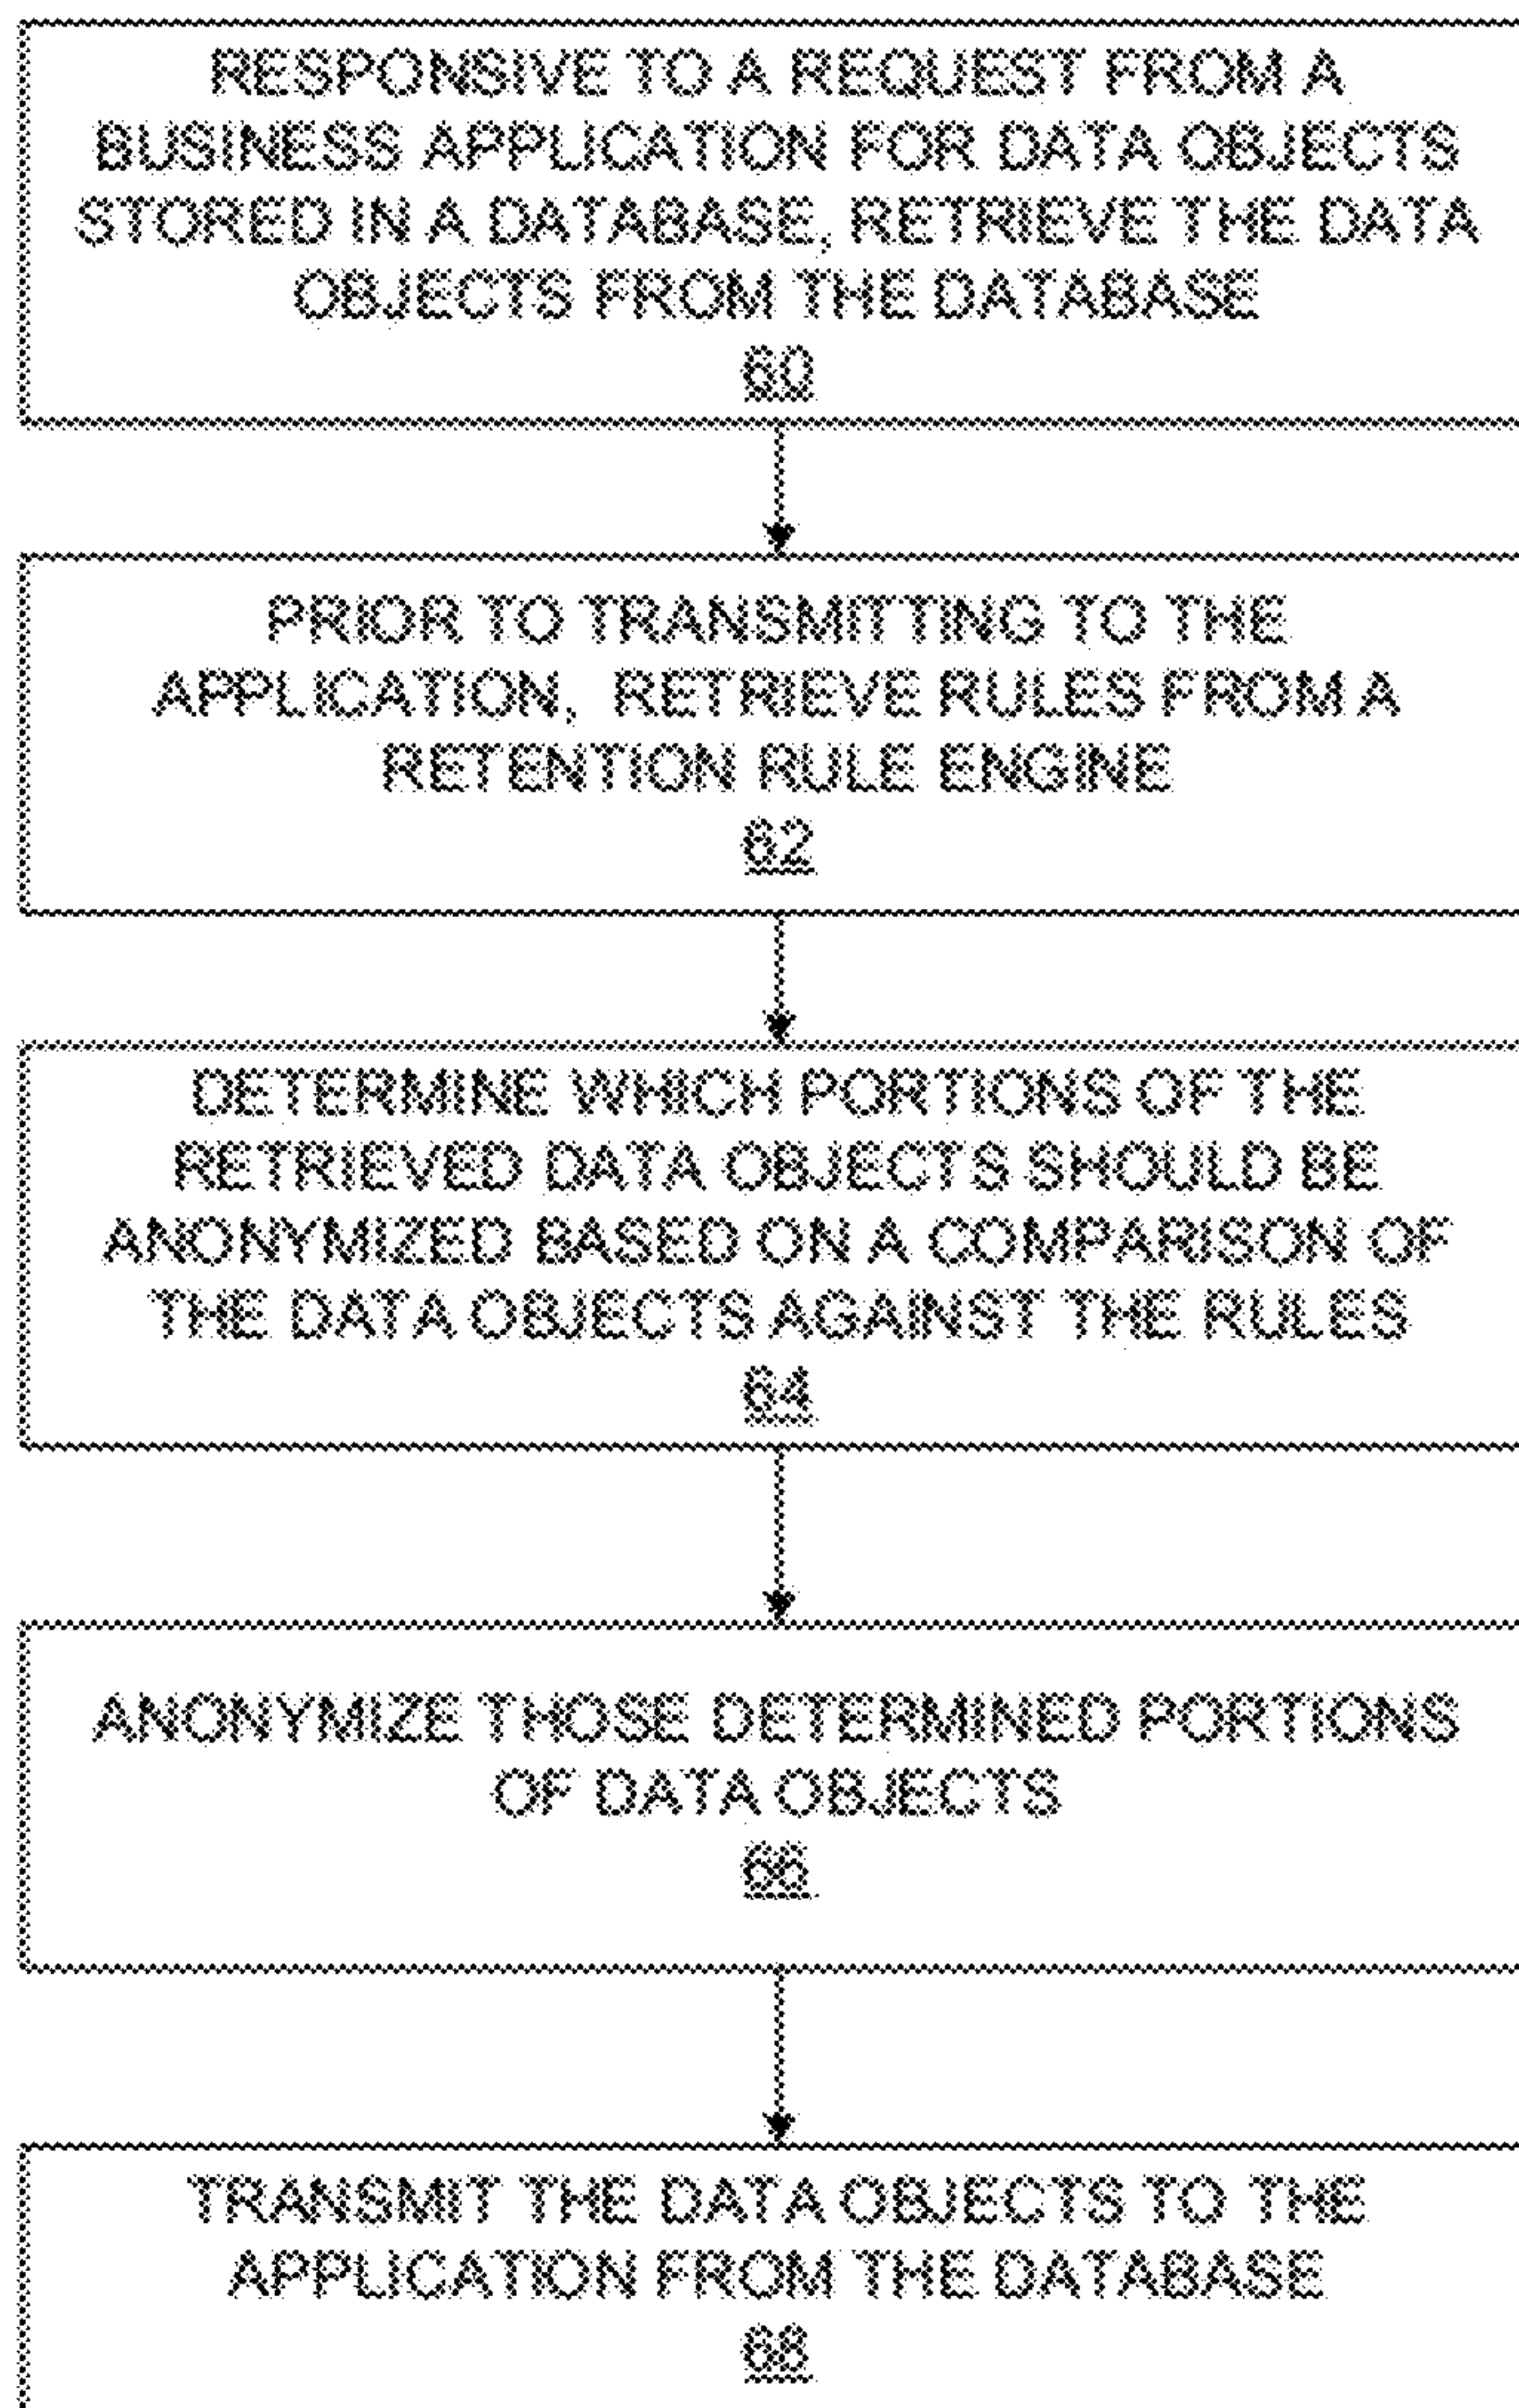 RESPONSIVE TO A REQUEST FROM A
BUSINESS APPLICATION FOR DATA OBJECTS
STORED IN A DATABASE, RETRIEVE THE DATA
OBJECTS FROM THE DATABASE
60
PRIOR TO TRANSMITTING TO THE
APPLICATION, RETRIEVE RULES FROM A
RETENTION RULE ENGINE
62
DETERMINE WHICH PORTIONS OF THE
RETRIEVED DATA OBJECTS SHOULD BE
ANONYMIZED BASED ON A COMPARISON OF
THE DATA OBJECTS AGAINST THE RULES
64
ANONYMIZE THOSE DETERMINED PORTIONS
OF DATA OBJECTS
66
TRANSMIT THE DATA OBJECTS TO THE
APPLICATION FROM THE DATABASE
68